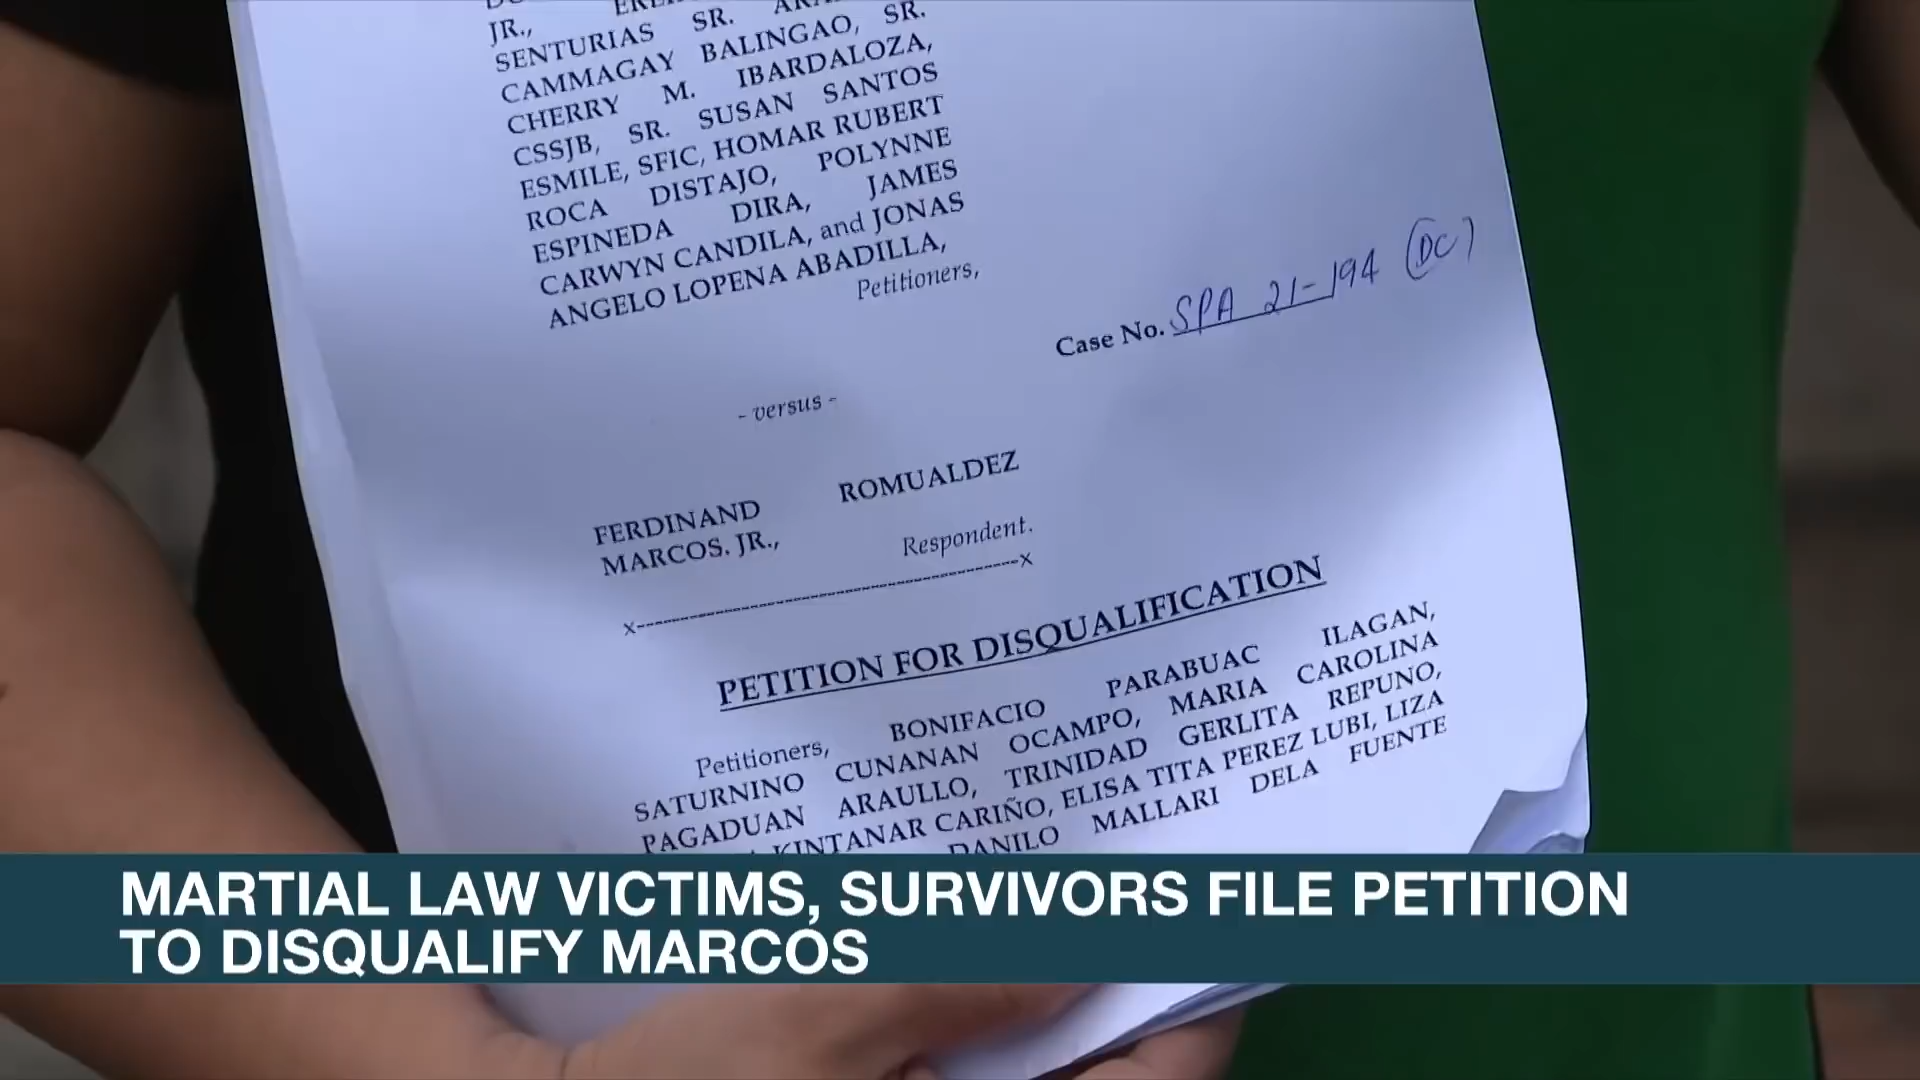 JR.,
SENTURIAS SR.
CAMMAGAY BALINGAO, SR.
CHERRY M. IBARDALOZA,
CSSJB, SR. SUSAN SANTOS
ESMILE, SFIC, HOMAR RUBERT
ROCA DISTAJO, POLYNNE
ESPINEDA DIRA, JAMES
CARWYN CANDILA, and JONAS
ANGELO LOPENA ABADILLA,
Petitioners,
Case No. SPA 21-194 (DC)
- versus -
FERDINAND ROMUALDEZ
MARCOS. JR.,
Respondent.
x-----------------------------------------x
PETITION FOR DISQUALIFICATION
Petitioners, BONIFACIO PARABUAC ILAGAN,
SATURNINO CUNANAN OCAMPO, MARIA CAROLINA
PAGADUAN ARAULLO, TRINIDAD GERLITA REPUNO,
KINTANAR CARIÑO, ELISA TITA PEREZ LUBI, LIZA
DANILO MALLARI DELA FUENTE
MARTIAL LAW VICTIMS, SURVIVORS FILE PETITION
TO DISQUALIFY MARCOS